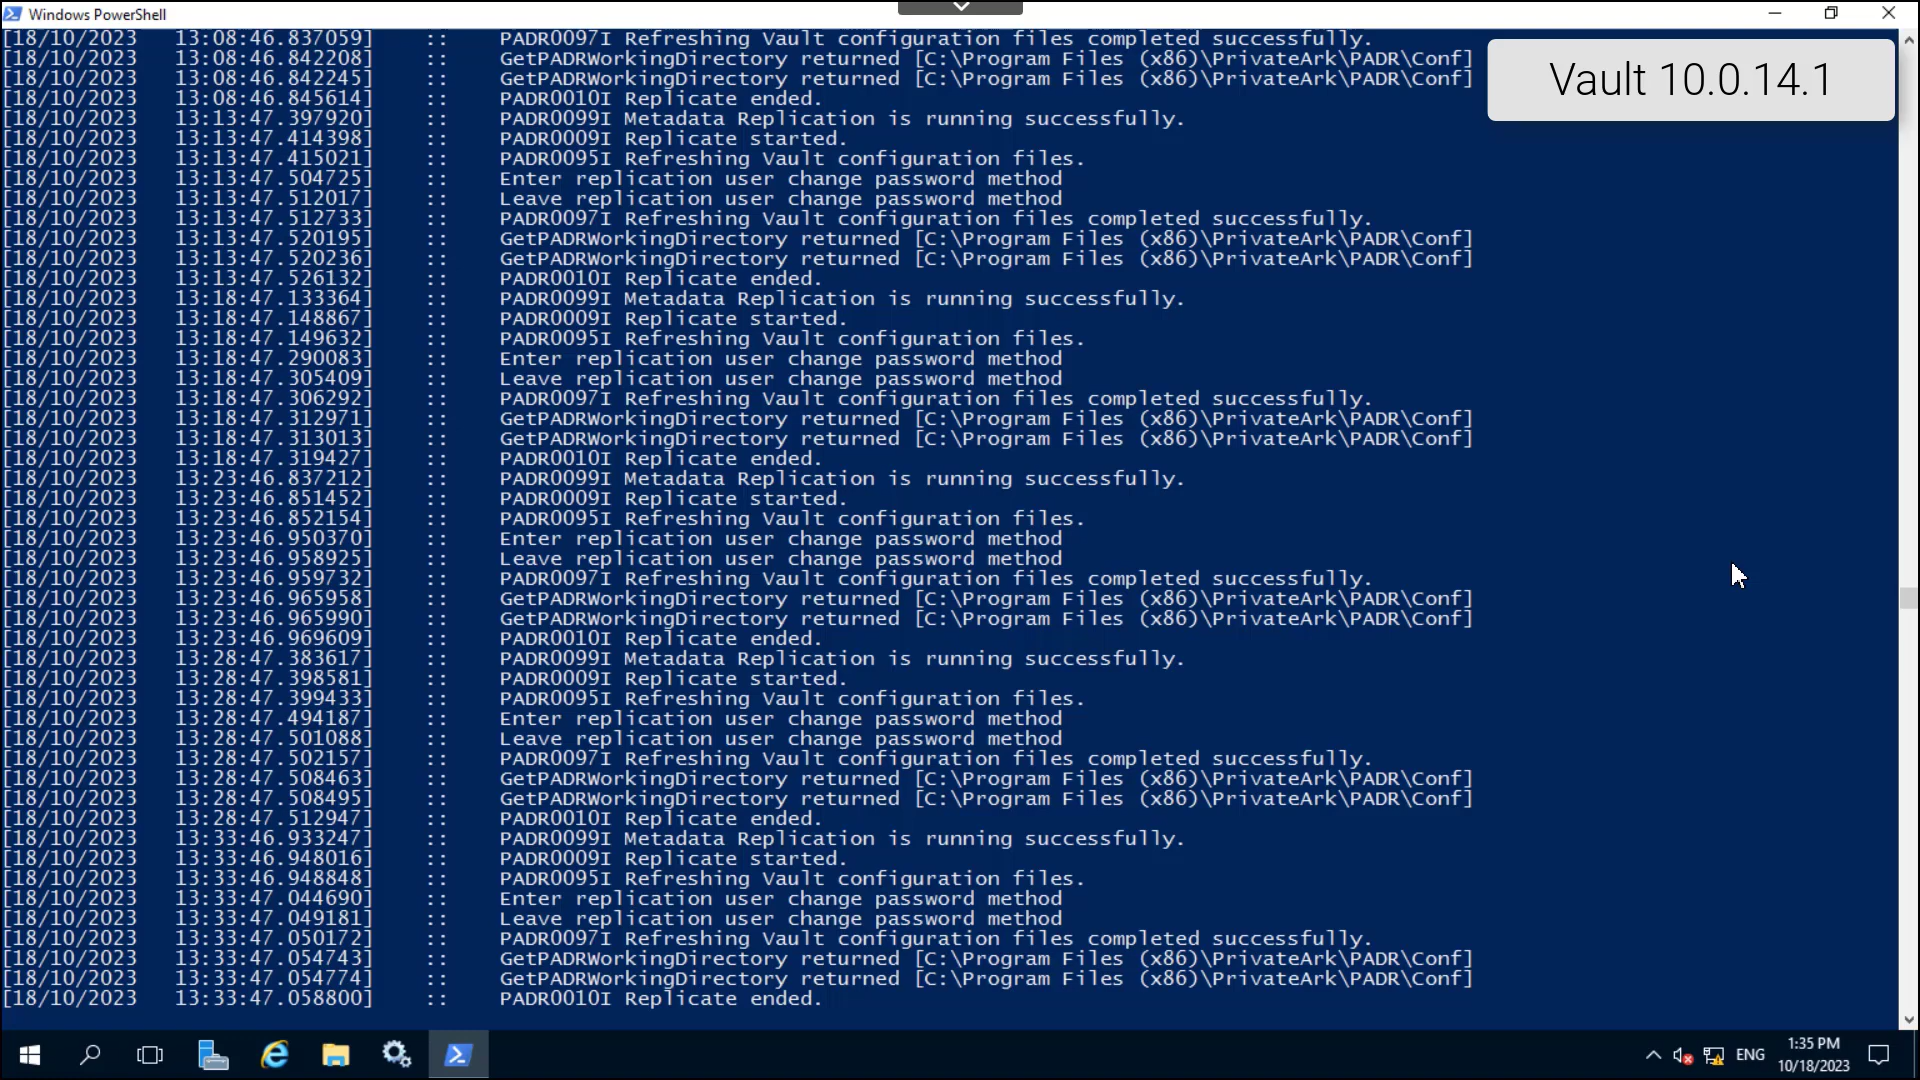 Windows PowerShell
[18/10/2023 13:08:46.837059] :: PADR0097I Refreshing Vault configuration files completed successfully.
[18/10/2023 13:08:46.842208] :: GetPADRWorkingDirectory returned [C:\Program Files (x86)\PrivateArk\PADR\Conf]
[18/10/2023 13:08:46.842245] :: GetPADRWorkingDirectory returned [C:\Program Files (x86)\PrivateArk\PADR\Conf]
[18/10/2023 13:08:46.845614] :: PADR0010I Replicate ended.
[18/10/2023 13:13:47.397920] :: PADR0099I Metadata Replication is running successfully.
[18/10/2023 13:13:47.414398] :: PADR0009I Replicate started.
[18/10/2023 13:13:47.415021] :: PADR0095I Refreshing Vault configuration files.
[18/10/2023 13:13:47.504725] :: Enter replication user change password method
[18/10/2023 13:13:47.512017] :: Leave replication user change password method
[18/10/2023 13:13:47.512733] :: PADR0097I Refreshing Vault configuration files completed successfully.
[18/10/2023 13:13:47.520195] :: GetPADRWorkingDirectory returned [C:\Program Files (x86)\PrivateArk\PADR\Conf]
[18/10/2023 13:13:47.520236] :: GetPADRWorkingDirectory returned [C:\Program Files (x86)\PrivateArk\PADR\Conf]
[18/10/2023 13:13:47.526132] :: PADR0010I Replicate ended.
[18/10/2023 13:18:47.133364] :: PADR0099I Metadata Replication is running successfully.
[18/10/2023 13:18:47.148867] :: PADR0009I Replicate started.
[18/10/2023 13:18:47.149632] :: PADR0095I Refreshing Vault configuration files.
[18/10/2023 13:18:47.290083] :: Enter replication user change password method
[18/10/2023 13:18:47.305409] :: Leave replication user change password method
[18/10/2023 13:18:47.306292] :: PADR0097I Refreshing Vault configuration files completed successfully.
[18/10/2023 13:18:47.312971] :: GetPADRWorkingDirectory returned [C:\Program Files (x86)\PrivateArk\PADR\Conf]
[18/10/2023 13:18:47.313013] :: GetPADRWorkingDirectory returned [C:\Program Files (x86)\PrivateArk\PADR\Conf]
[18/10/2023 13:18:47.319427] :: PADR0010I Replicate ended.
[18/10/2023 13:23:46.837212] :: PADR0099I Metadata Replication is running successfully.
[18/10/2023 13:23:46.851452] :: PADR0009I Replicate started.
[18/10/2023 13:23:46.852154] :: PADR0095I Refreshing Vault configuration files.
[18/10/2023 13:23:46.950370] :: Enter replication user change password method
[18/10/2023 13:23:46.958925] :: Leave replication user change password method
[18/10/2023 13:23:46.959732] :: PADR0097I Refreshing Vault configuration files completed successfully.
[18/10/2023 13:23:46.965958] :: GetPADRWorkingDirectory returned [C:\Program Files (x86)\PrivateArk\PADR\Conf]
[18/10/2023 13:23:46.965990] :: GetPADRWorkingDirectory returned [C:\Program Files (x86)\PrivateArk\PADR\Conf]
[18/10/2023 13:23:46.969609] :: PADR0010I Replicate ended.
[18/10/2023 13:28:47.383617] :: PADR0099I Metadata Replication is running successfully.
[18/10/2023 13:28:47.398581] :: PADR0009I Replicate started.
[18/10/2023 13:28:47.399433] :: PADR0095I Refreshing Vault configuration files.
[18/10/2023 13:28:47.494187] :: Enter replication user change password method
[18/10/2023 13:28:47.501088] :: Leave replication user change password method
[18/10/2023 13:28:47.502157] :: PADR0097I Refreshing Vault configuration files completed successfully.
[18/10/2023 13:28:47.508463] :: GetPADRWorkingDirectory returned [C:\Program Files (x86)\PrivateArk\PADR\Conf]
[18/10/2023 13:28:47.508495] :: GetPADRWorkingDirectory returned [C:\Program Files (x86)\PrivateArk\PADR\Conf]
[18/10/2023 13:28:47.512947] :: PADR0010I Replicate ended.
[18/10/2023 13:33:46.933247] :: PADR0099I Metadata Replication is running successfully.
[18/10/2023 13:33:46.948016] :: PADR0009I Replicate started.
[18/10/2023 13:33:46.948848] :: PADR0095I Refreshing Vault configuration files.
[18/10/2023 13:33:47.044690] :: Enter replication user change password method
[18/10/2023 13:33:47.049181] :: Leave replication user change password method
[18/10/2023 13:33:47.050172] :: PADR0097I Refreshing Vault configuration files completed successfully.
[18/10/2023 13:33:47.054743] :: GetPADRWorkingDirectory returned [C:\Program Files (x86)\PrivateArk\PADR\Conf]
[18/10/2023 13:33:47.054774] :: GetPADRWorkingDirectory returned [C:\Program Files (x86)\PrivateArk\PADR\Conf]
[18/10/2023 13:33:47.058800] :: PADR0010I Replicate ended.
Vault 10.0.14.1
ENG
1:35 PM
10/18/2023